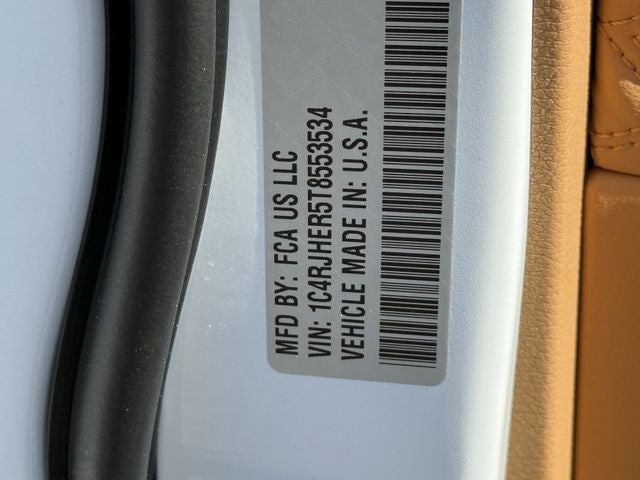 MFD BY: FCA US LLC
VIN: 1C4RJHER5T8553534
VEHICLE MADE IN: U.S.A.